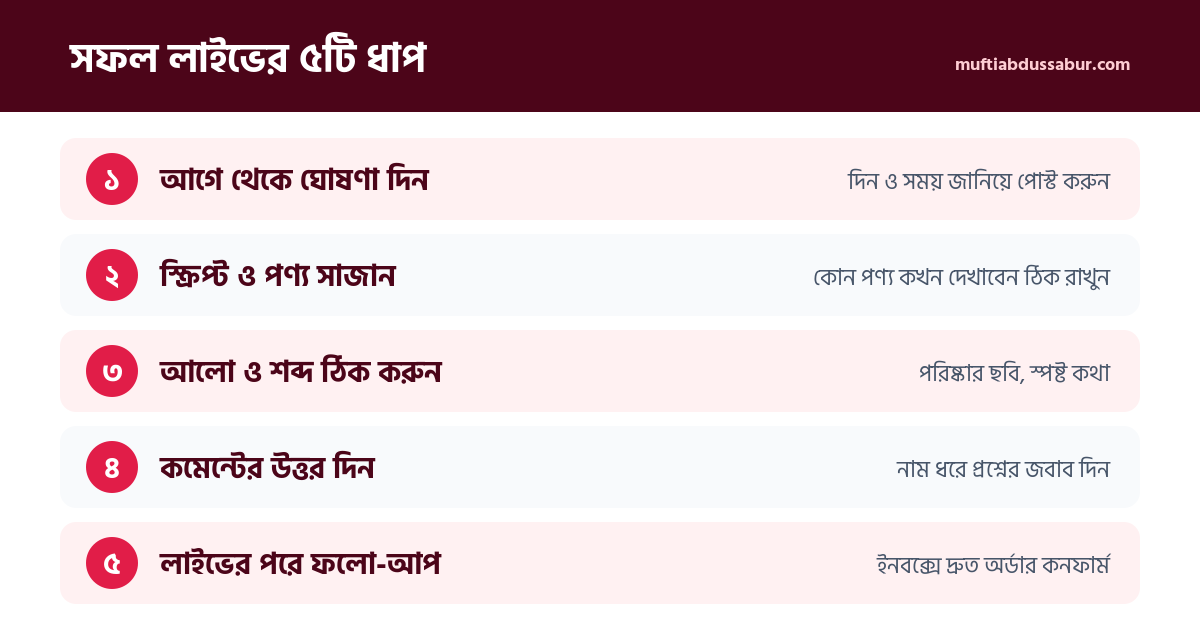 সফল লাইভের ৫টি ধাপ
muftiabdussabur.com
১ আগে থেকে ঘোষণা দিন দিন ও সময় জানিয়ে পোস্ট করুন
২ স্ক্রিপ্ট ও পণ্য সাজান কোন পণ্য কখন দেখাবেন ঠিক রাখুন
৩ আলো ও শব্দ ঠিক করুন পরিষ্কার ছবি, স্পষ্ট কথা
৪ কমেন্টের উত্তর দিন নাম ধরে প্রশ্নের জবাব দিন
৫ লাইভের পরে ফলো-আপ ইনবক্সে দ্রুত অর্ডার কনফার্ম